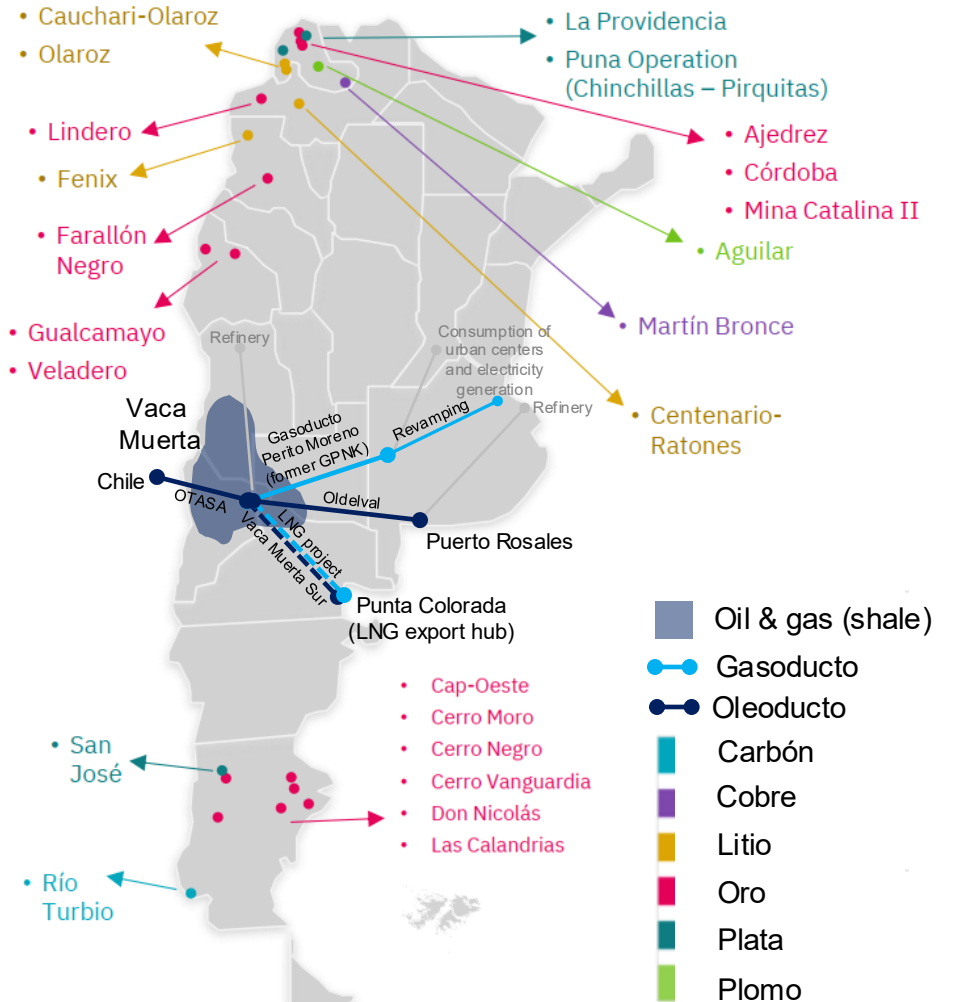 • Cauchari-Olaroz
• Olaroz
• La Providencia
• Puna Operation
(Chinchillas – Pirquitas)
• Lindero
• Fenix
• Ajedrez
• Córdoba
• Mina Catalina II
• Farallón
Negro
• Aguilar
• Gualcamayo
• Veladero
• Martín Bronce
Refinery
Consumption of
urban centers
and electricity
generation
Refinery
• Centenario-
Ratones
Vaca
Muerta
Gasoducto
Perito Moreno
(former GPNK)
Revamping
Chile
OTASA
Oldelval
Puerto Rosales
LNG project
Vaca Muerta Sur
Punta Colorada
(LNG export hub)
• Cap-Oeste
• Cerro Moro
• Cerro Negro
• Cerro Vanguardia
• Don Nicolás
• Las Calandrias
• San
José
• Río
Turbio
Oil & gas (shale)
Gasoducto
Oleoducto
Carbón
Cobre
Litio
Oro
Plata
Plomo